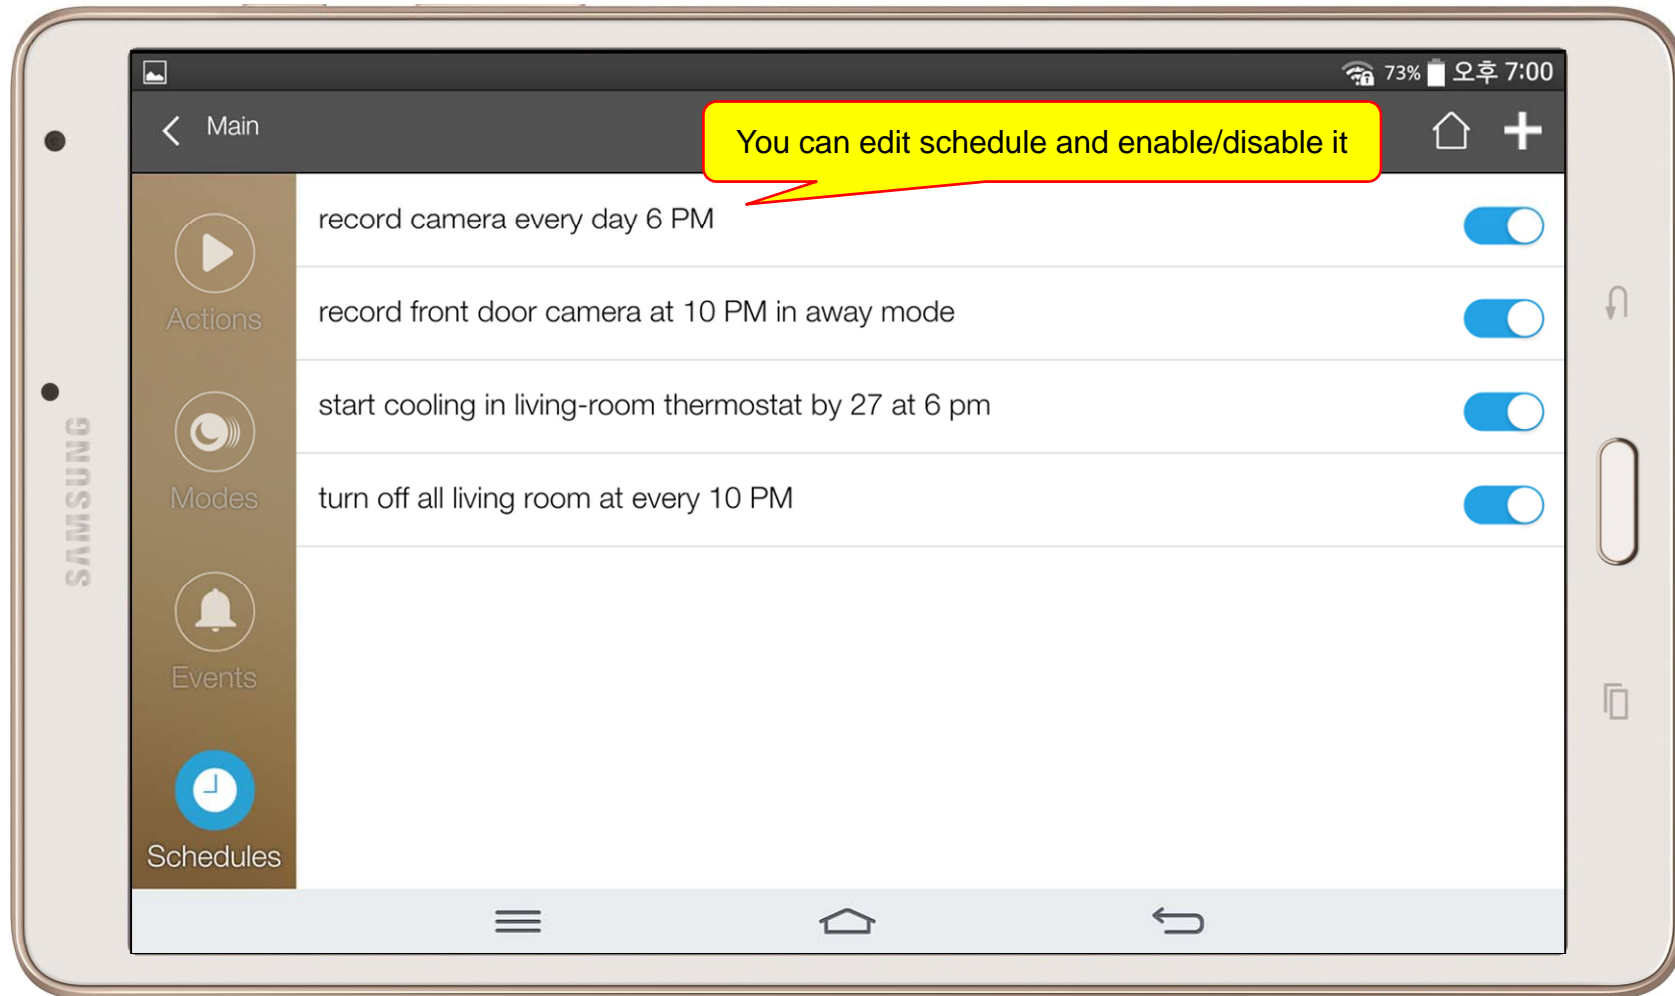 73% 오후 7:00
Main
You can edit schedule and enable/disable it
record camera every day 6 PM
Actions
record front door camera at 10 PM in away mode
start cooling in living-room thermostat by 27 at 6 pm
Modes
turn off all living room at every 10 PM
Events
Schedules
SAMSUNG